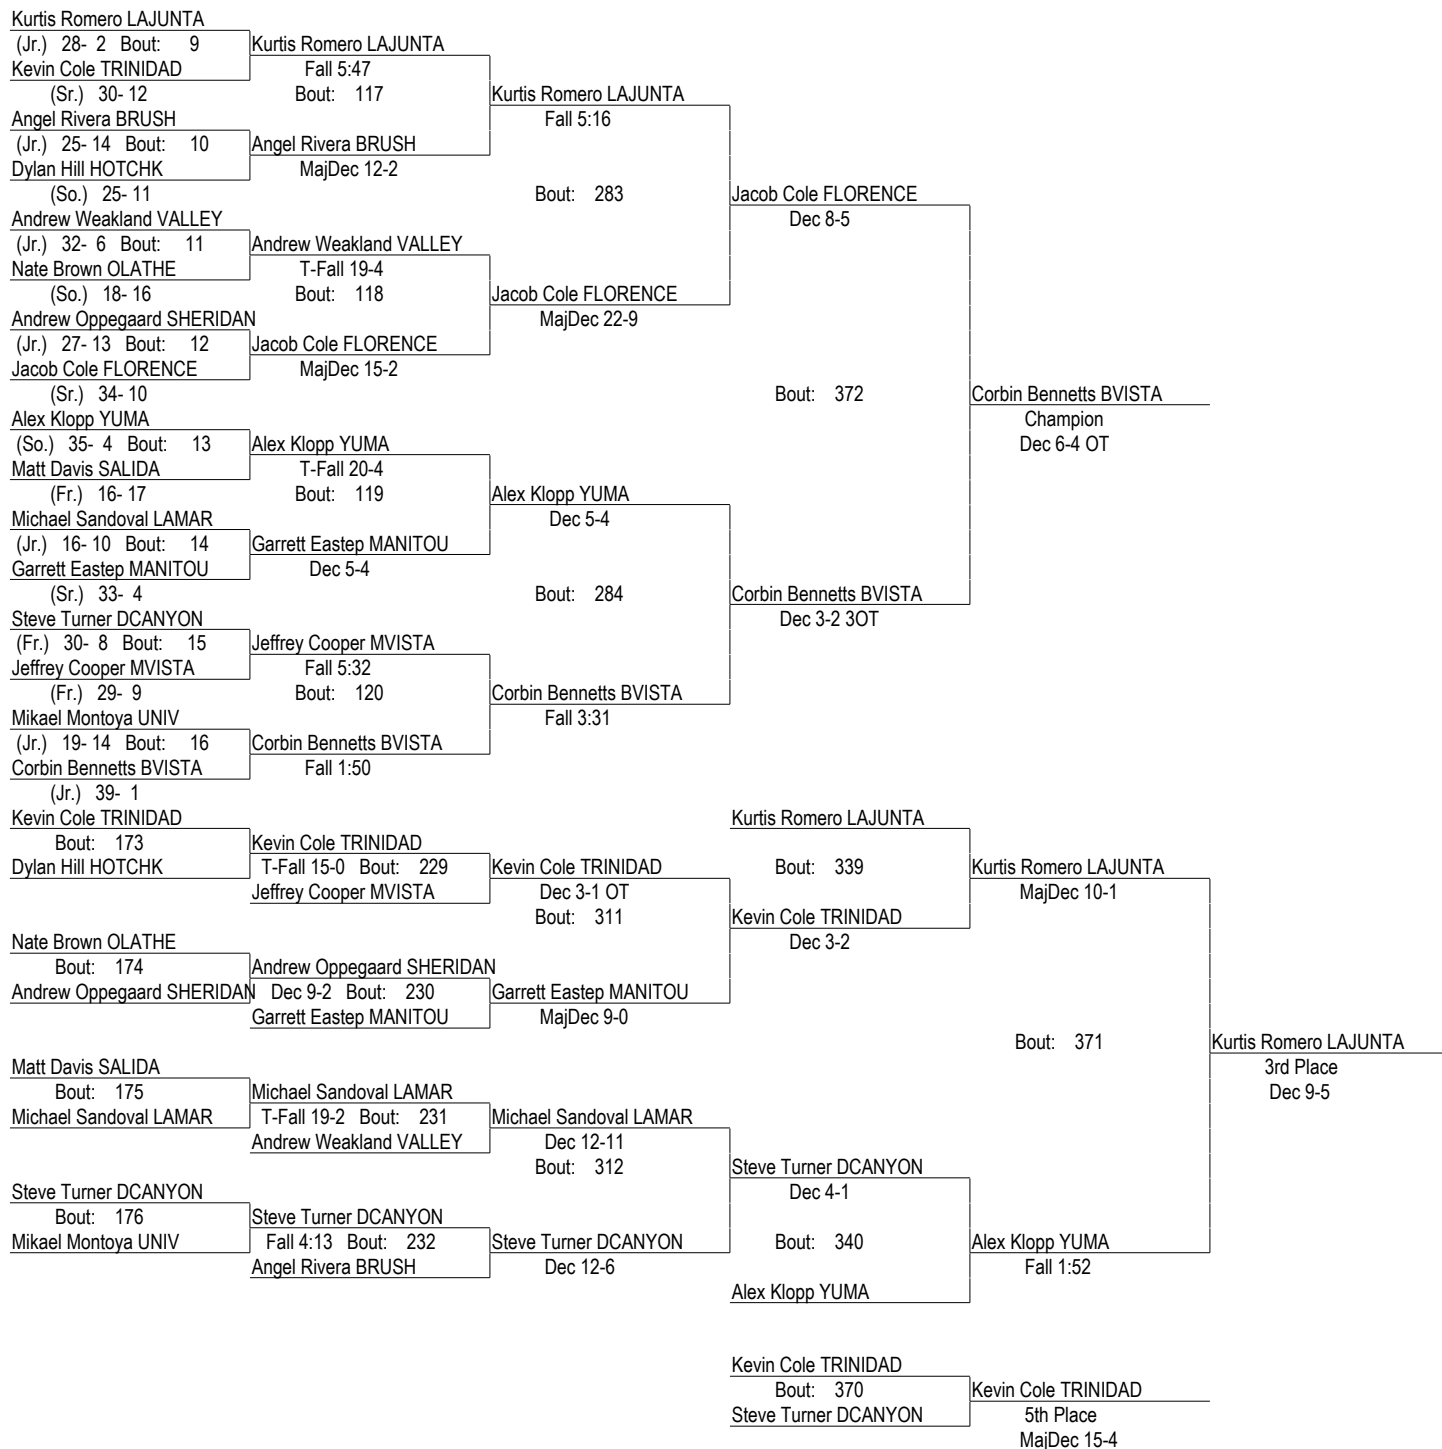 Kurtis Romero LAJUNTA
(Jr.) 28- 2 Bout: 9 Kurtis Romero LAJUNTA
Kevin Cole TRINIDAD Fall 5:47
(Sr.) 30- 12 Bout: 117 Kurtis Romero LAJUNTA
Angel Rivera BRUSH Fall 5:16
(Jr.) 25- 14 Bout: 10 Angel Rivera BRUSH
Dylan Hill HOTCHK MajDec 12-2
(So.) 25- 11 Bout: 283 Jacob Cole FLORENCE
Andrew Weakland VALLEY Dec 8-5
(Jr.) 32- 6 Bout: 11 Andrew Weakland VALLEY
Nate Brown OLATHE T-Fall 19-4
(So.) 18- 16 Bout: 118 Jacob Cole FLORENCE
Andrew Oppegaard SHERIDAN MajDec 22-9
(Jr.) 27- 13 Bout: 12 Jacob Cole FLORENCE
Jacob Cole FLORENCE MajDec 15-2
(Sr.) 34- 10 Bout: 372 Corbin Bennetts BVISTA
Alex Klopp YUMA Champion
(So.) 35- 4 Bout: 13 Alex Klopp YUMA Dec 6-4 OT
Matt Davis SALIDA T-Fall 20-4
(Fr.) 16- 17 Bout: 119 Alex Klopp YUMA
Michael Sandoval LAMAR Dec 5-4
(Jr.) 16- 10 Bout: 14 Garrett Eastep MANITOU
Garrett Eastep MANITOU Dec 5-4
(Sr.) 33- 4 Bout: 284 Corbin Bennetts BVISTA
Steve Turner DCANYON Dec 3-2 3OT
(Fr.) 30- 8 Bout: 15 Jeffrey Cooper MVISTA
Jeffrey Cooper MVISTA Fall 5:32
(Fr.) 29- 9 Bout: 120 Corbin Bennetts BVISTA
Mikael Montoya UNIV Fall 3:31
(Jr.) 19- 14 Bout: 16 Corbin Bennetts BVISTA
Corbin Bennetts BVISTA Fall 1:50
(Jr.) 39- 1
Kevin Cole TRINIDAD Kurtis Romero LAJUNTA
Bout: 173 Kevin Cole TRINIDAD
Dylan Hill HOTCHK T-Fall 15-0 Bout: 229 Kevin Cole TRINIDAD Bout: 339 Kurtis Romero LAJUNTA
Jeffrey Cooper MVISTA Dec 3-1 OT MajDec 10-1
Bout: 311 Kevin Cole TRINIDAD
Nate Brown OLATHE Dec 3-2
Bout: 174 Andrew Oppegaard SHERIDAN
Andrew Oppegaard SHERIDAN Dec 9-2 Bout: 230 Garrett Eastep MANITOU
Garrett Eastep MANITOU MajDec 9-0
Bout: 371 Kurtis Romero LAJUNTA
Matt Davis SALIDA 3rd Place
Bout: 175 Michael Sandoval LAMAR Dec 9-5
Michael Sandoval LAMAR T-Fall 19-2 Bout: 231 Michael Sandoval LAMAR
Andrew Weakland VALLEY Dec 12-11
Bout: 312 Steve Turner DCANYON
Steve Turner DCANYON Dec 4-1
Bout: 176 Steve Turner DCANYON
Mikael Montoya UNIV Fall 4:13 Bout: 232 Steve Turner DCANYON Bout: 340 Alex Klopp YUMA
Angel Rivera BRUSH Dec 12-6 Fall 1:52
Alex Klopp YUMA
Kevin Cole TRINIDAD
Bout: 370 Kevin Cole TRINIDAD
Steve Turner DCANYON 5th Place
MajDec 15-4